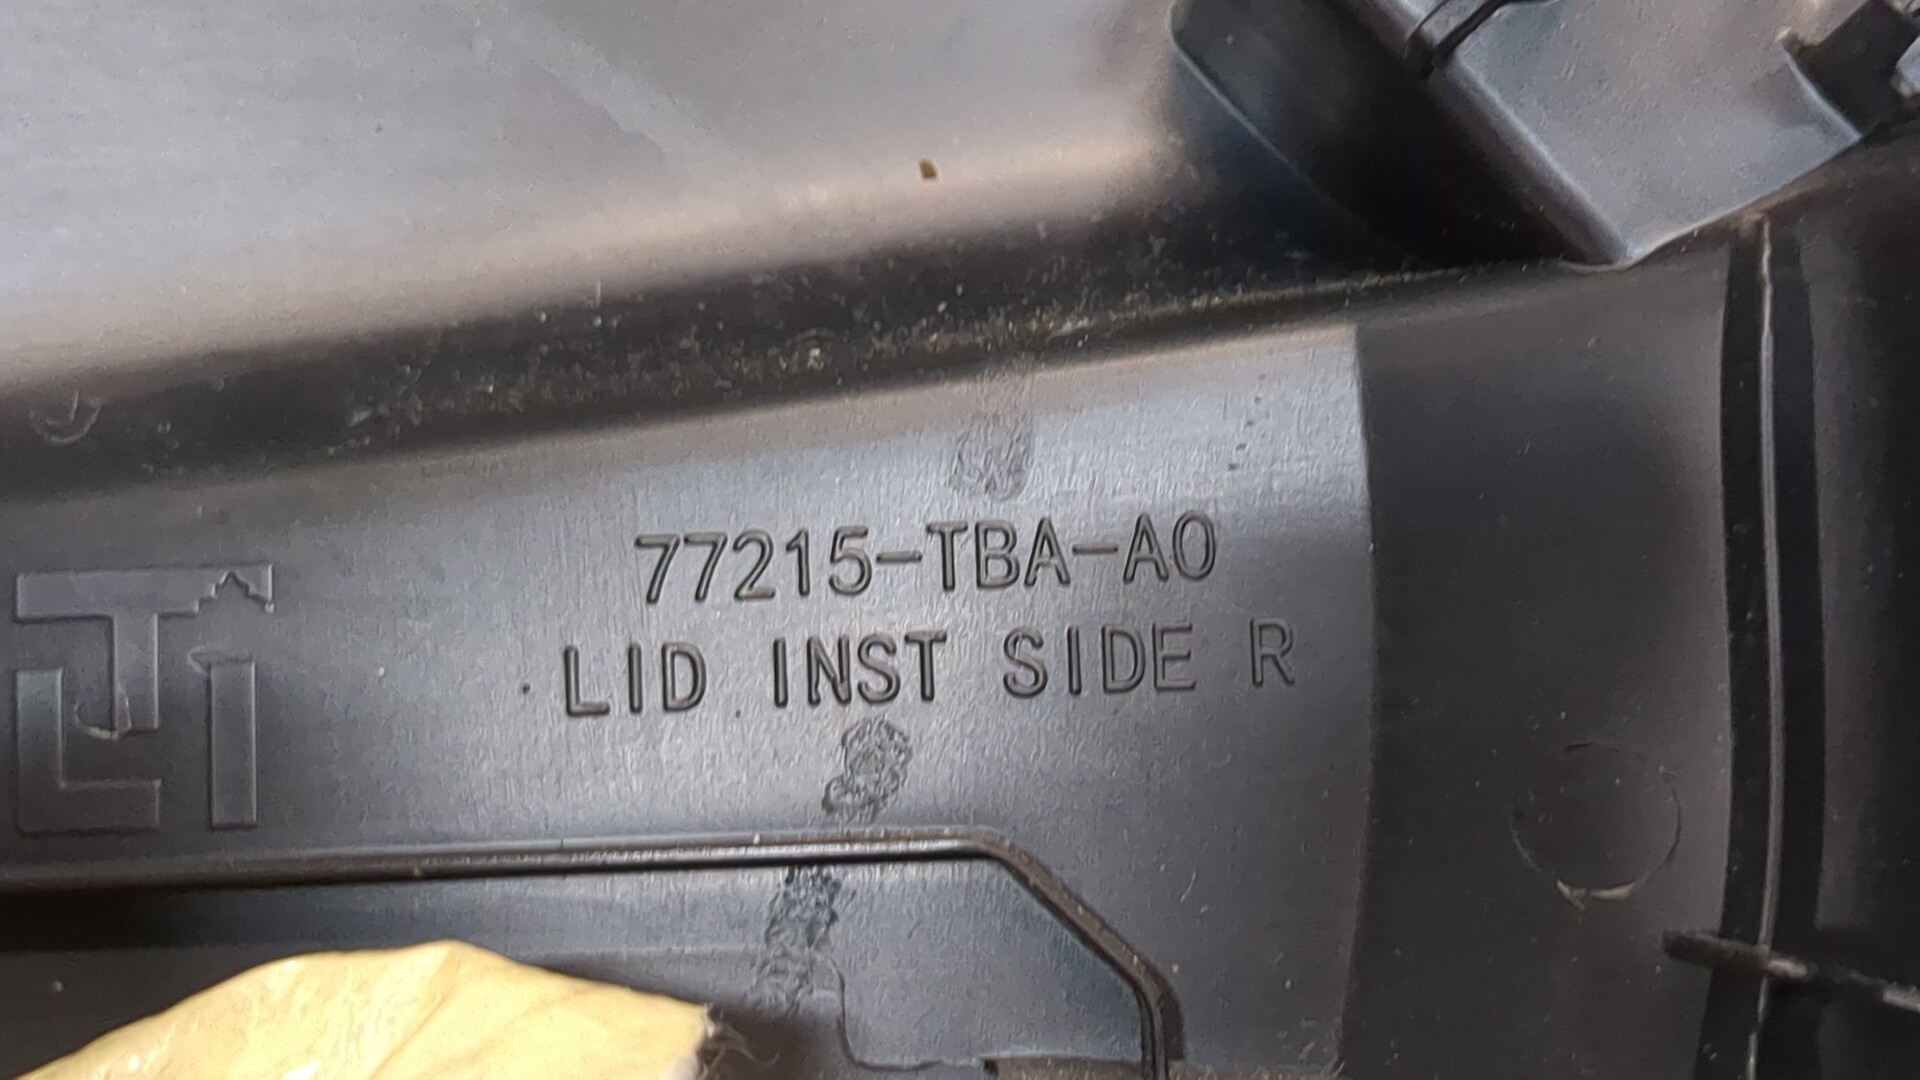 77215-TBA-A0
LID INST SIDE R